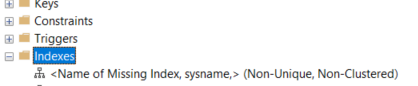 Keys
Constraints
Triggers
Indexes
<Name of Missing Index, sysname,> (Non-Unique, Non-Clustered)